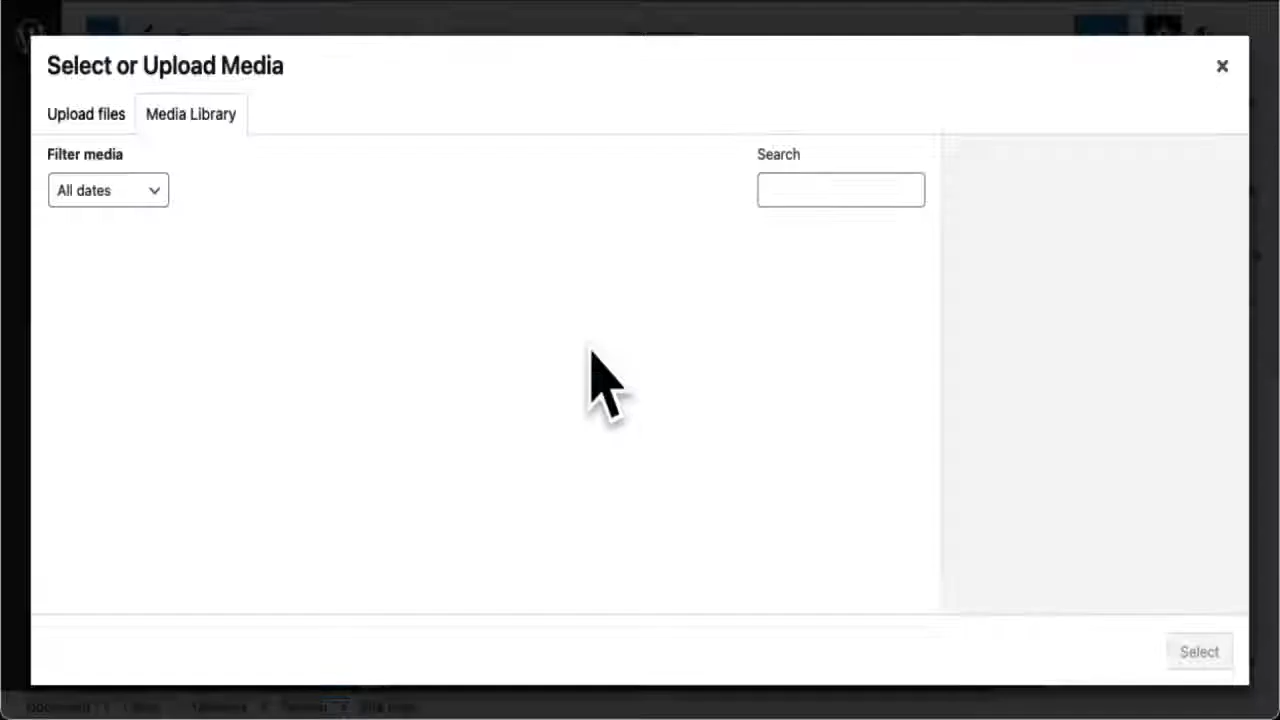 Select or Upload Media
Upload files
Media Library
Filter media
Search
All dates
Select